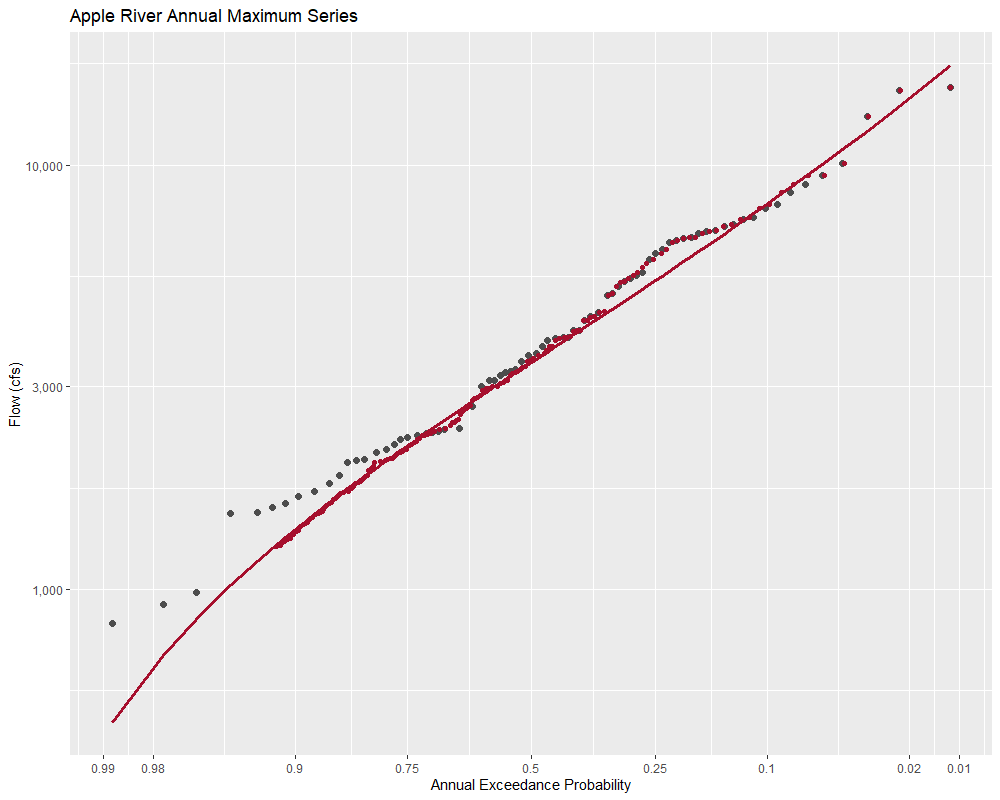 Apple River Annual Maximum Series
10,000
3,000
1,000
Flow (cfs)
0.99 0.98 0.9 0.75 0.5 0.25 0.1 0.02 0.01
Annual Exceedance Probability